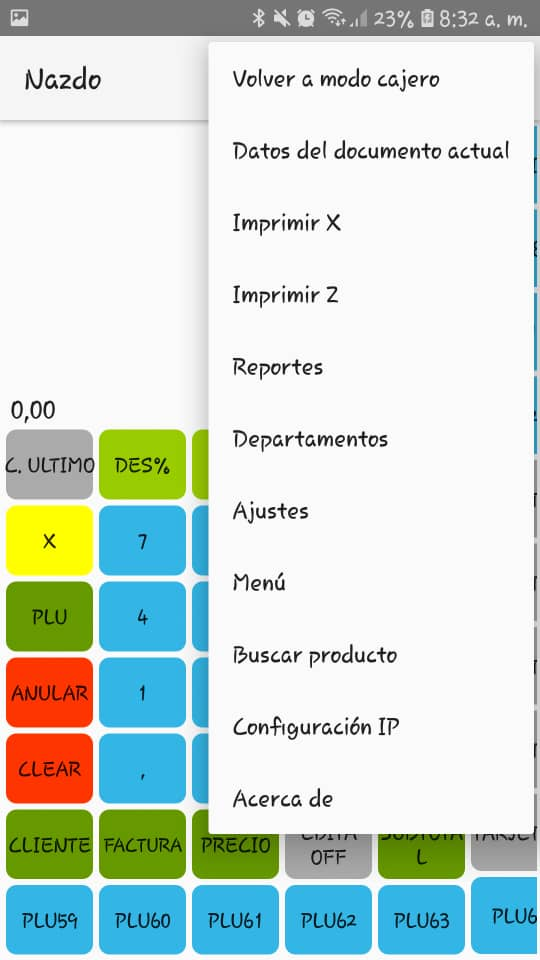 23% 8:32 a. m.
Nazdo
Volver a modo cajero
Datos del documento actual
Imprimir X
Imprimir Z
Reportes
Departamentos
Ajustes
Menú
Buscar producto
Configuración IP
Acerca de
0,00
C. ULTIMO DES%
X 7
PLU 4
ANULAR 1
CLEAR ,
CLIENTE FACTURA PRECIO
OFF
L
PLU59 PLU60 PLU61 PLU62 PLU63 PLU6